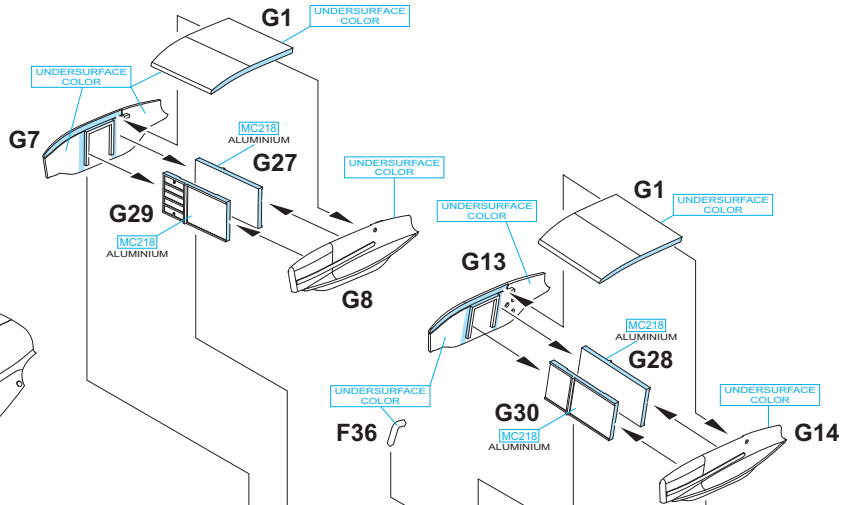 G1
UNDERSURFACE
COLOR
UNDERSURFACE
COLOR
G7
MC218
ALUMINIUM
G27
G29
MC218
ALUMINIUM
UNDERSURFACE
COLOR
G8
G1
UNDERSURFACE
COLOR
UNDERSURFACE
COLOR
G13
MC218
ALUMINIUM
G28
UNDERSURFACE
COLOR
F36
G30
MC218
ALUMINIUM
UNDERSURFACE
COLOR
G14